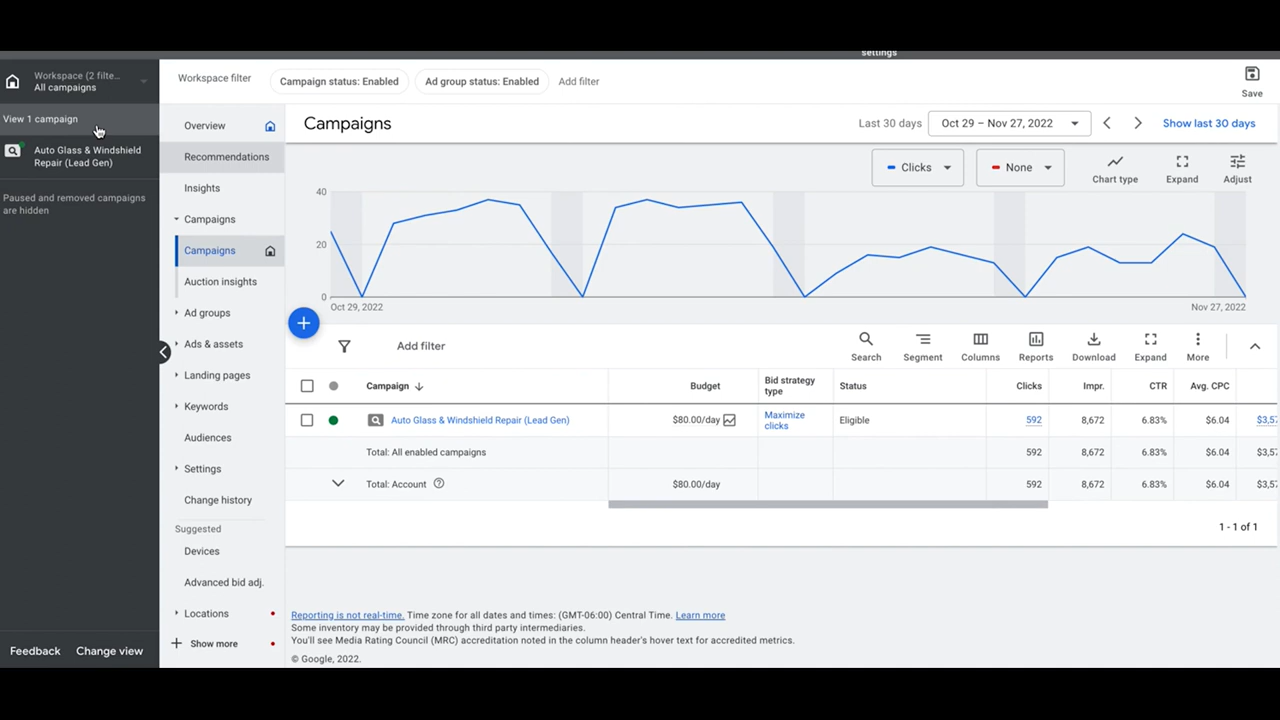 settings
Workspace (2 filte...
All campaigns
View 1 campaign
Auto Glass & Windshield
Repair (Lead Gen)
Paused and removed campaigns
are hidden
Feedback
Change view
Workspace filter
Campaign status: Enabled
Ad group status: Enabled
Add filter
Save
Overview
Recommendations
Insights
Campaigns
Campaigns
Auction insights
Ad groups
Ads & assets
Landing pages
Keywords
Audiences
Settings
Change history
Suggested
Devices
Advanced bid adj.
Locations
Show more
Campaigns
Last 30 days
Oct 29 – Nov 27, 2022
Show last 30 days
Clicks
None
Chart type
Expand
Adjust
40
20
0
Oct 29, 2022
Nov 27, 2022
Add filter
Search
Segment
Columns
Reports
Download
Expand
More
Campaign
Budget
Bid strategy
type
Status
Clicks
Impr.
CTR
Avg. CPC
Auto Glass & Windshield Repair (Lead Gen)
$80.00/day
Maximize
clicks
Eligible
592
8,672
6.83%
$6.04
$3,57
Total: All enabled campaigns
592
8,672
6.83%
$6.04
$3,57
Total: Account
$80.00/day
592
8,672
6.83%
$6.04
$3,57
1 - 1 of 1
Reporting is not real-time. Time zone for all dates and times: (GMT-06:00) Central Time. Learn more
Some inventory may be provided through third party intermediaries.
You'll see Media Rating Council (MRC) accreditation noted in the column header's hover text for accredited metrics.
© Google, 2022.